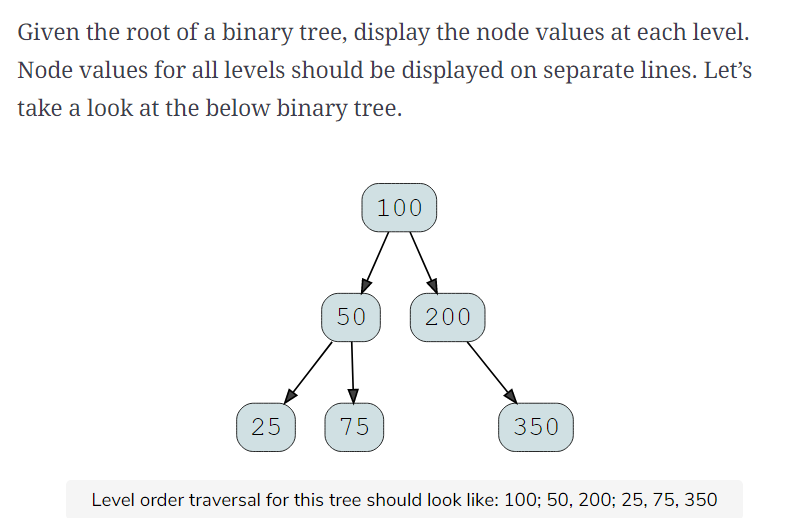 Given the root of a binary tree, display the node values at each level.
Node values for all levels should be displayed on separate lines. Let’s
take a look at the below binary tree.
100
50 200
25 75 350
Level order traversal for this tree should look like: 100; 50, 200; 25, 75, 350